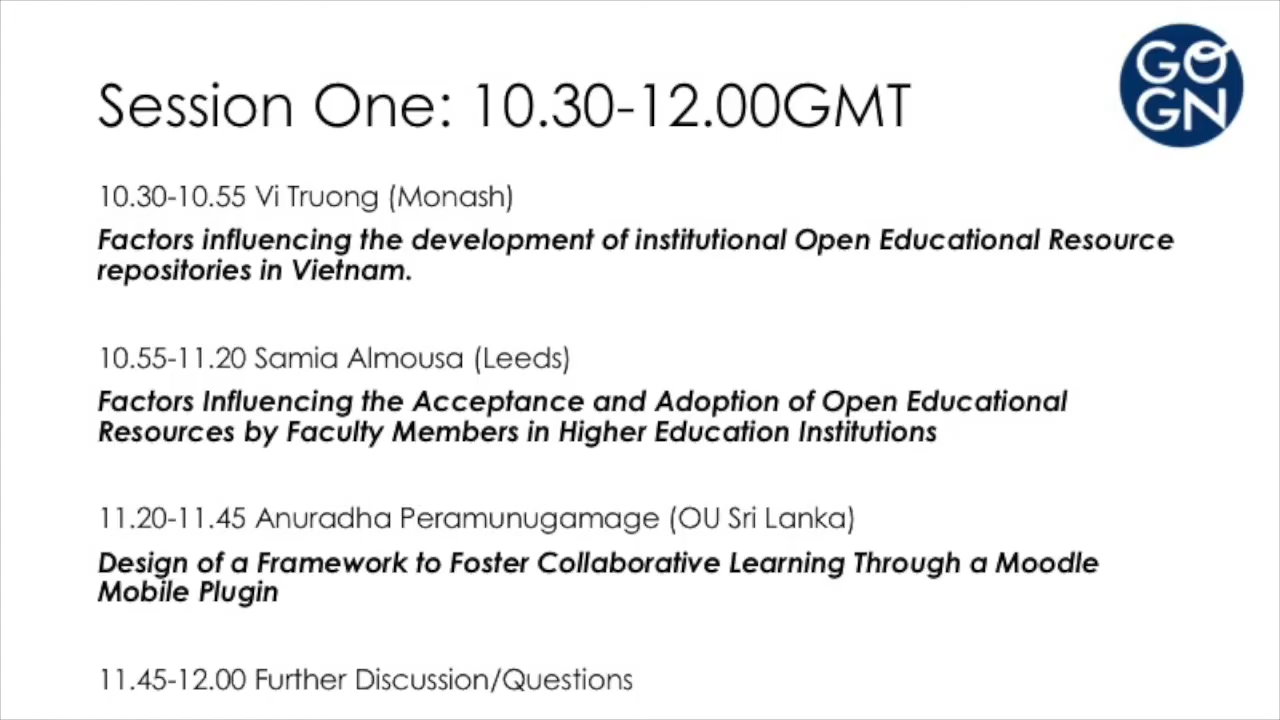 GO
GN
Session One: 10.30-12.00GMT
10.30-10.55 Vi Truong (Monash)
Factors influencing the development of institutional Open Educational Resource
repositories in Vietnam.
10.55-11.20 Samia Almousa (Leeds)
Factors Influencing the Acceptance and Adoption of Open Educational
Resources by Faculty Members in Higher Education Institutions
11.20-11.45 Anuradha Peramunugamage (OU Sri Lanka)
Design of a Framework to Foster Collaborative Learning Through a Moodle
Mobile Plugin
11.45-12.00 Further Discussion/Questions